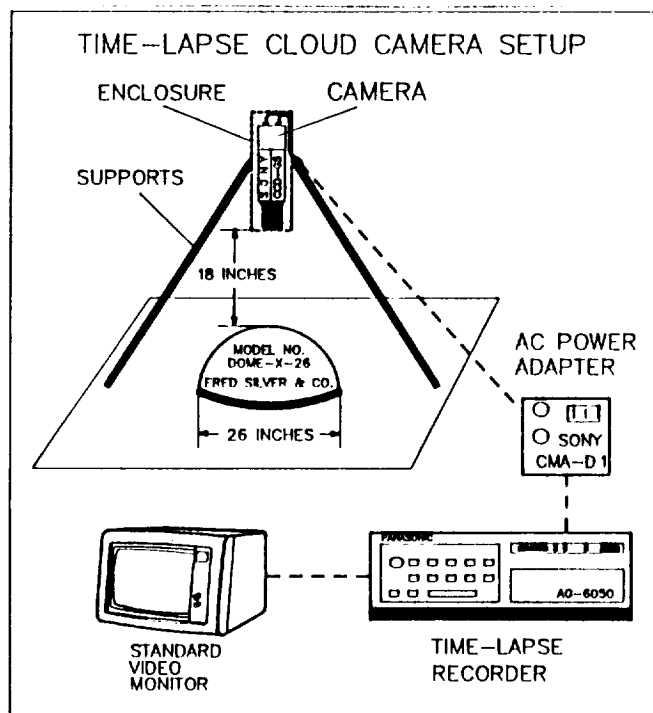 TIME-LAPSE CLOUD CAMERA SETUP
ENCLOSURE
CAMERA
SONY
SUPPORTS
18 INCHES
MODEL NO.
DOME-X-26
FRED SILVER & CO.
26 INCHES
AC POWER
ADAPTER
SONY
CMA-D1
PANASONIC
AG-6050
STANDARD
VIDEO
MONITOR
TIME-LAPSE
RECORDER